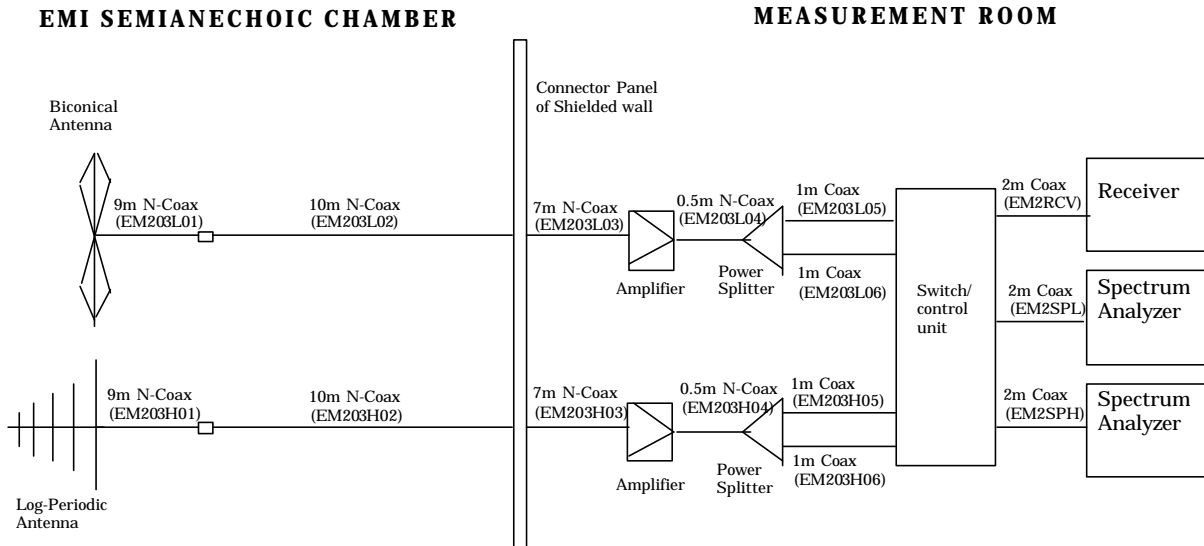 EMI SEMIANECHOIC CHAMBER
MEASUREMENT ROOM
Connector Panel
of Shielded wall
Biconical
Antenna
9m N-Coax
(EM203L01)
10m N-Coax
(EM203L02)
7m N-Coax
(EM203L03)
Amplifier
0.5m N-Coax
(EM203L04)
Power
Splitter
1m Coax
(EM203L05)
1m Coax
(EM203L06)
Switch/
control
unit
2m Coax
(EM2RCV)
Receiver
2m Coax
(EM2SPL)
Spectrum
Analyzer
Log-Periodic
Antenna
9m N-Coax
(EM203H01)
10m N-Coax
(EM203H02)
7m N-Coax
(EM203H03)
Amplifier
0.5m N-Coax
(EM203H04)
Power
Splitter
1m Coax
(EM203H05)
1m Coax
(EM203H06)
2m Coax
(EM2SPH)
Spectrum
Analyzer